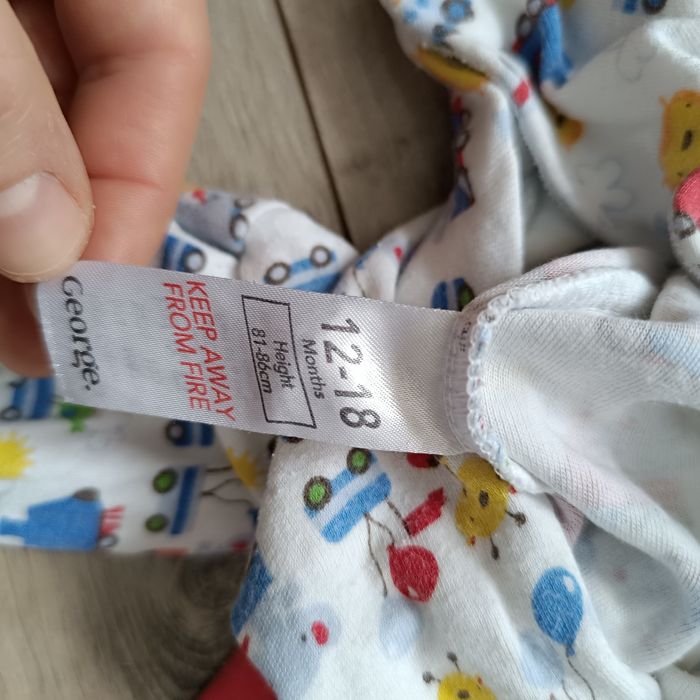 12-18
Months
Height
81-86cm
KEEP AWAY
FROM FIRE
George.